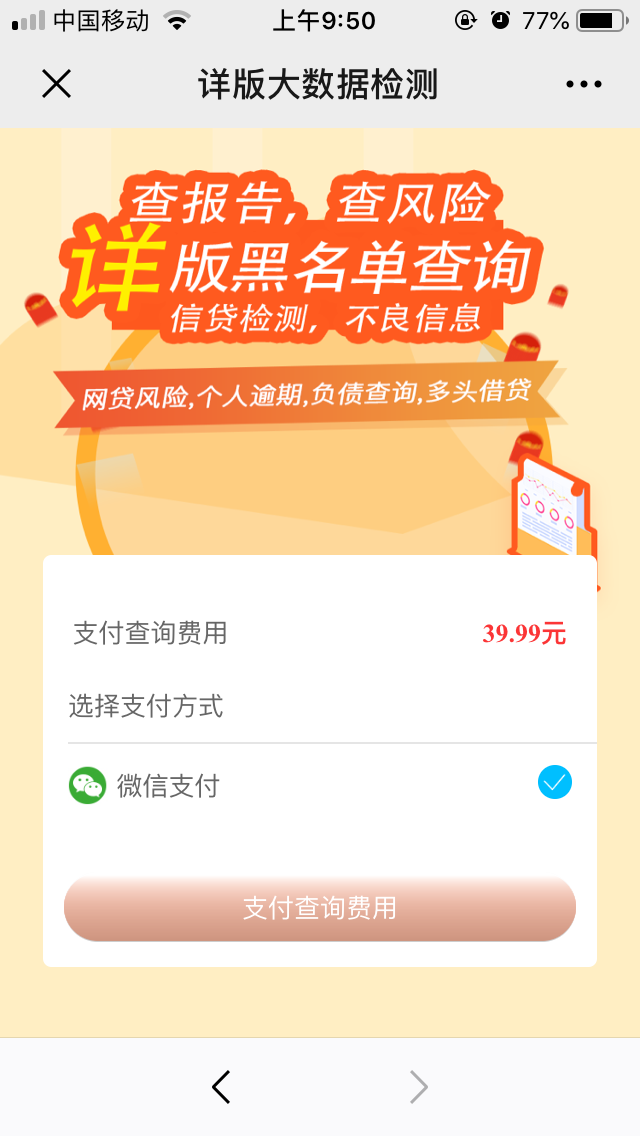 中国移动 上午9:50 77%
详版大数据检测
查报告，查风险
详版黑名单查询
信贷检测，不良信息
网贷风险,个人逾期,负债查询,多头借贷
支付查询费用 39.99元
选择支付方式
微信支付
支付查询费用